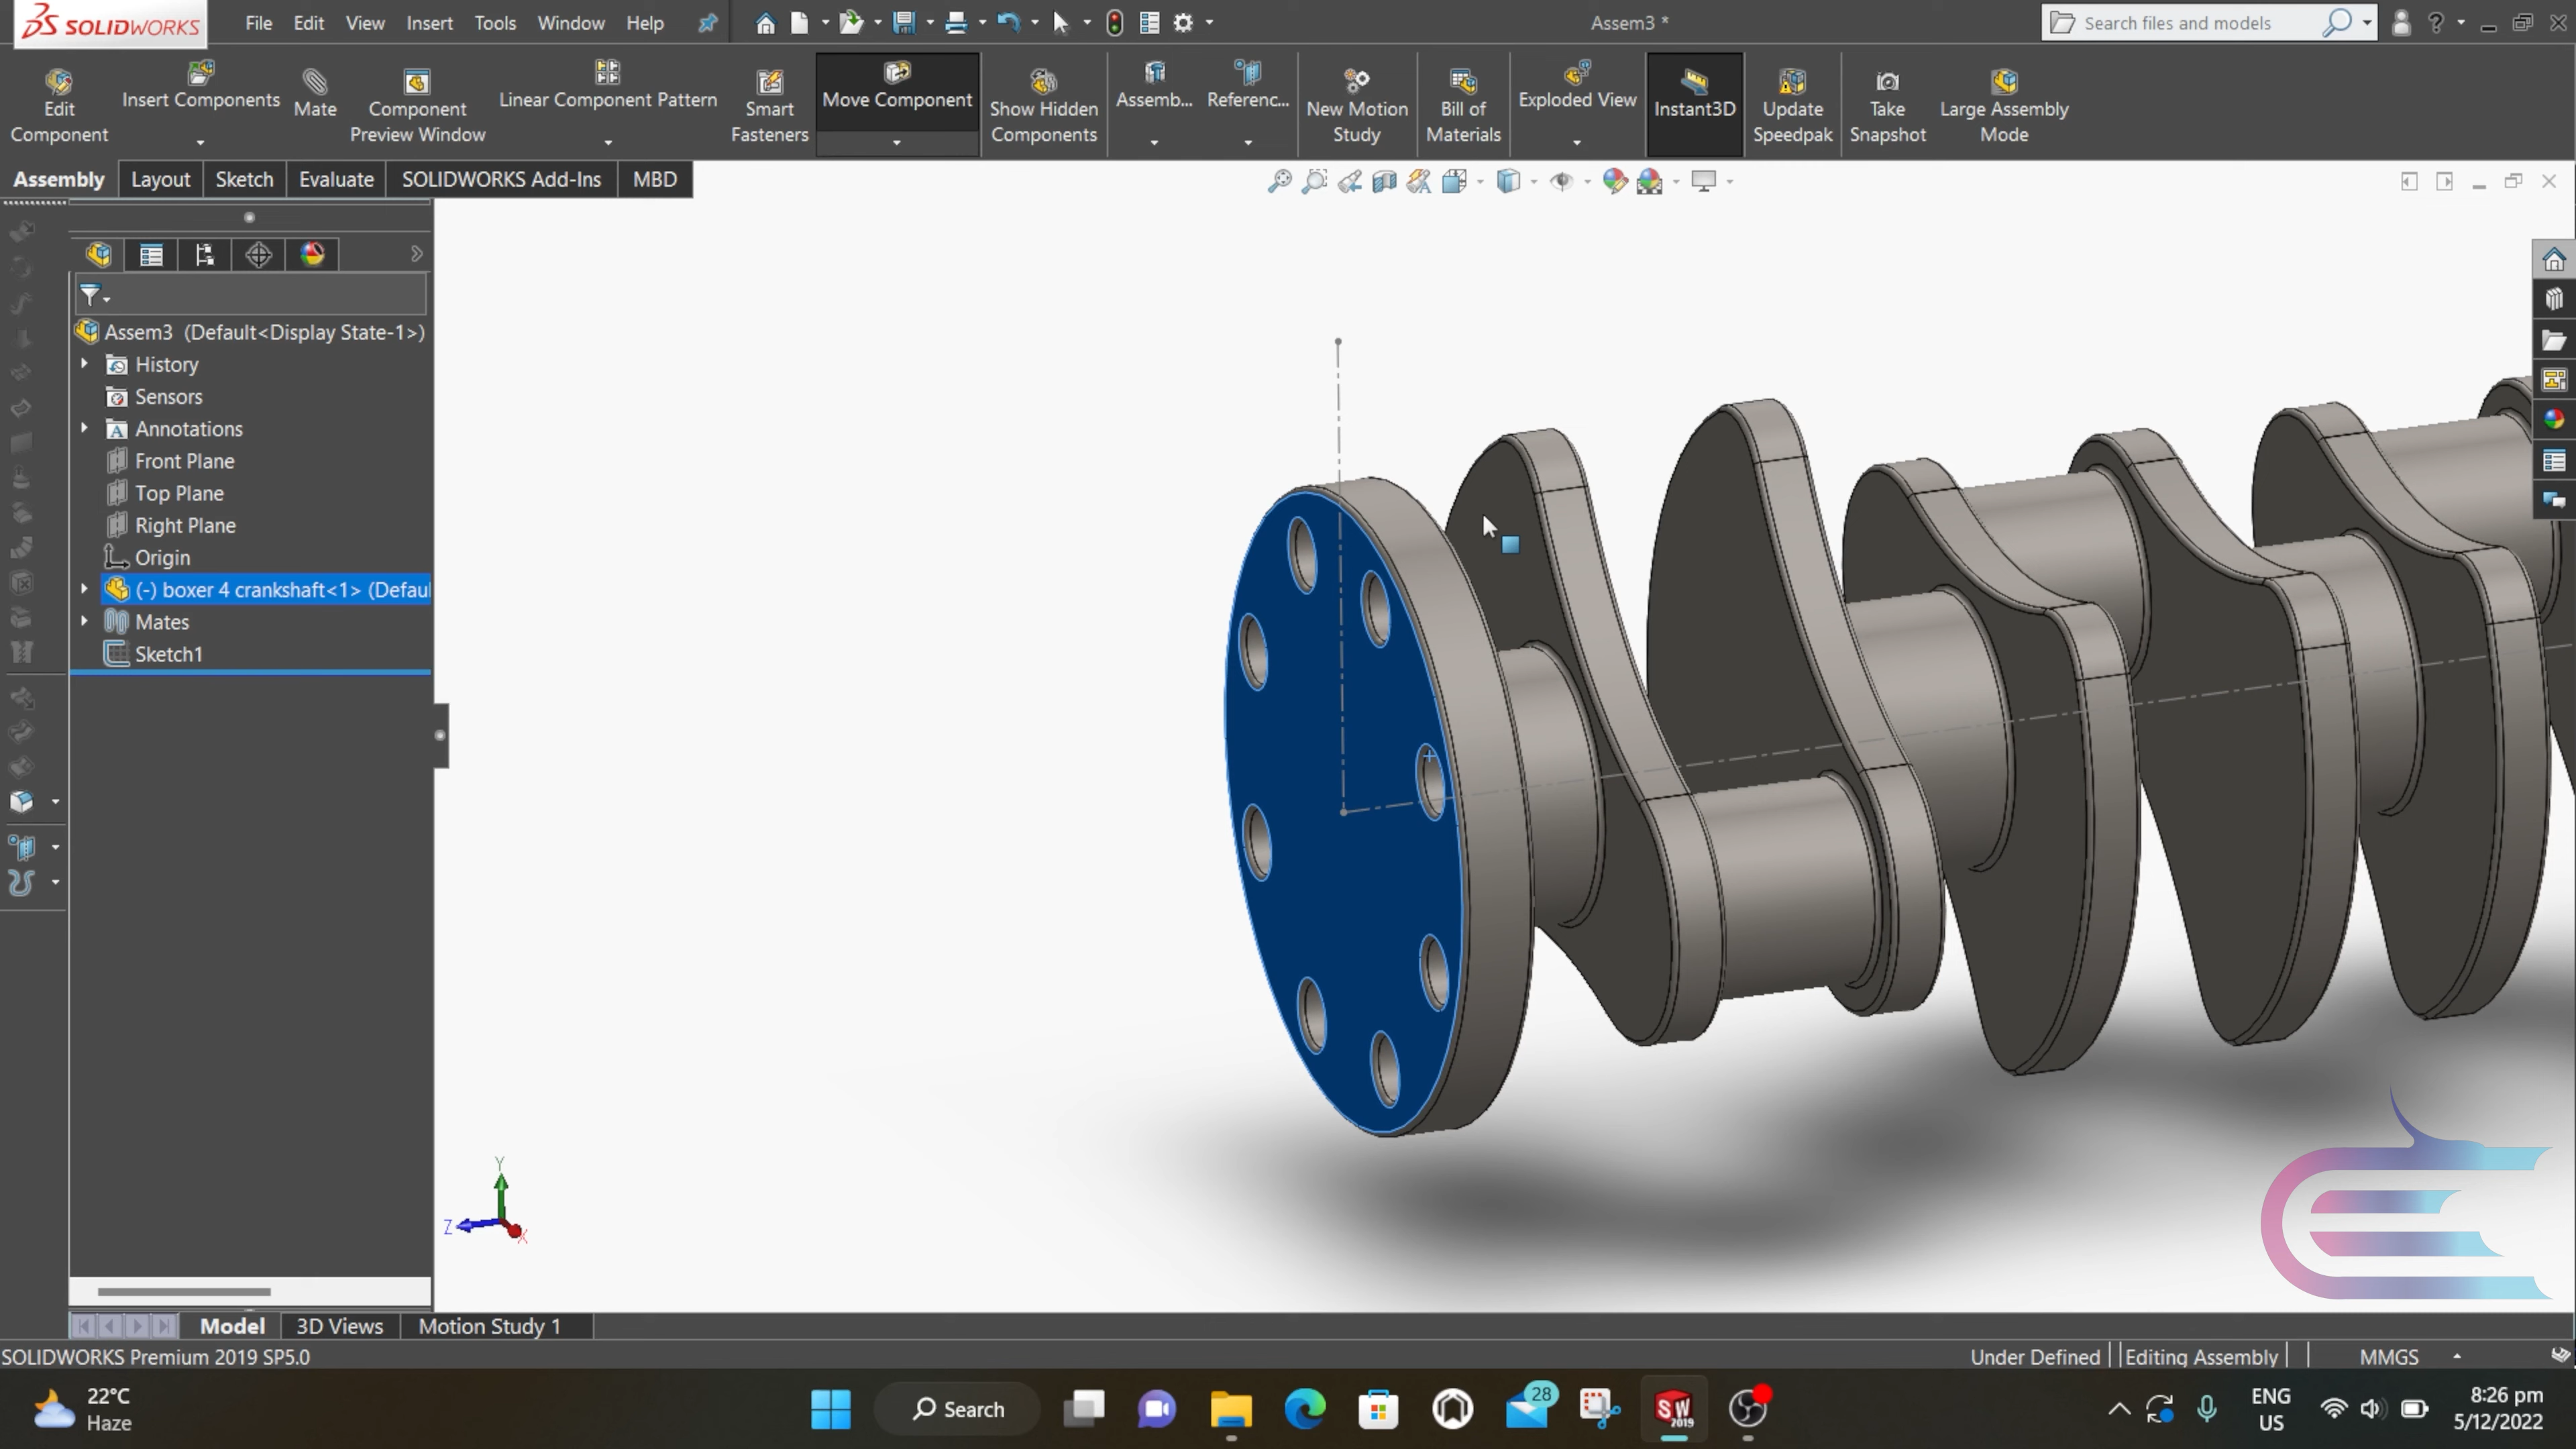 SOLIDWORKS
File Edit View Insert Tools Window Help
Assem3 *
Search files and models
?
Edit Component
Insert Components
Mate
Component Preview Window
Linear Component Pattern
Smart Fasteners
Move Component
Show Hidden Components
Assemb...
Referenc...
New Motion Study
Bill of Materials
Exploded View
Instant3D
Update Speedpak
Take Snapshot
Large Assembly Mode
Assembly Layout Sketch Evaluate SOLIDWORKS Add-Ins MBD
Assem3 (Default<Display State-1>)
History
Sensors
Annotations
Front Plane
Top Plane
Right Plane
Origin
(-) boxer 4 crankshaft<1> (Defaul
Mates
Sketch1
Y
Z
X
Model 3D Views Motion Study 1
SOLIDWORKS Premium 2019 SP5.0
Under Defined Editing Assembly MMGS
22°C
Haze
Search
28
SW
2019
ENG
US
8:26 pm
5/12/2022